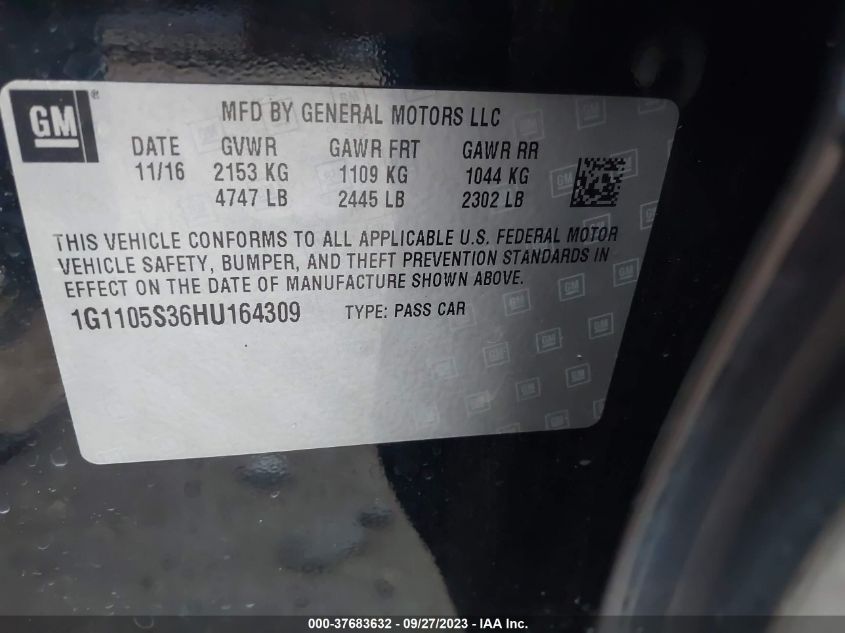 GM®
MFD BY GENERAL MOTORS LLC
DATE GVWR GAWR FRT GAWR RR
11/16 2153 KG 1109 KG 1044 KG
4747 LB 2445 LB 2302 LB
THIS VEHICLE CONFORMS TO ALL APPLICABLE U.S. FEDERAL MOTOR
VEHICLE SAFETY, BUMPER, AND THEFT PREVENTION STANDARDS IN
EFFECT ON THE DATE OF MANUFACTURE SHOWN ABOVE.
1G1105S36HU164309 TYPE: PASS CAR
000-37683632 / 09/27/2023 - IAA Inc.